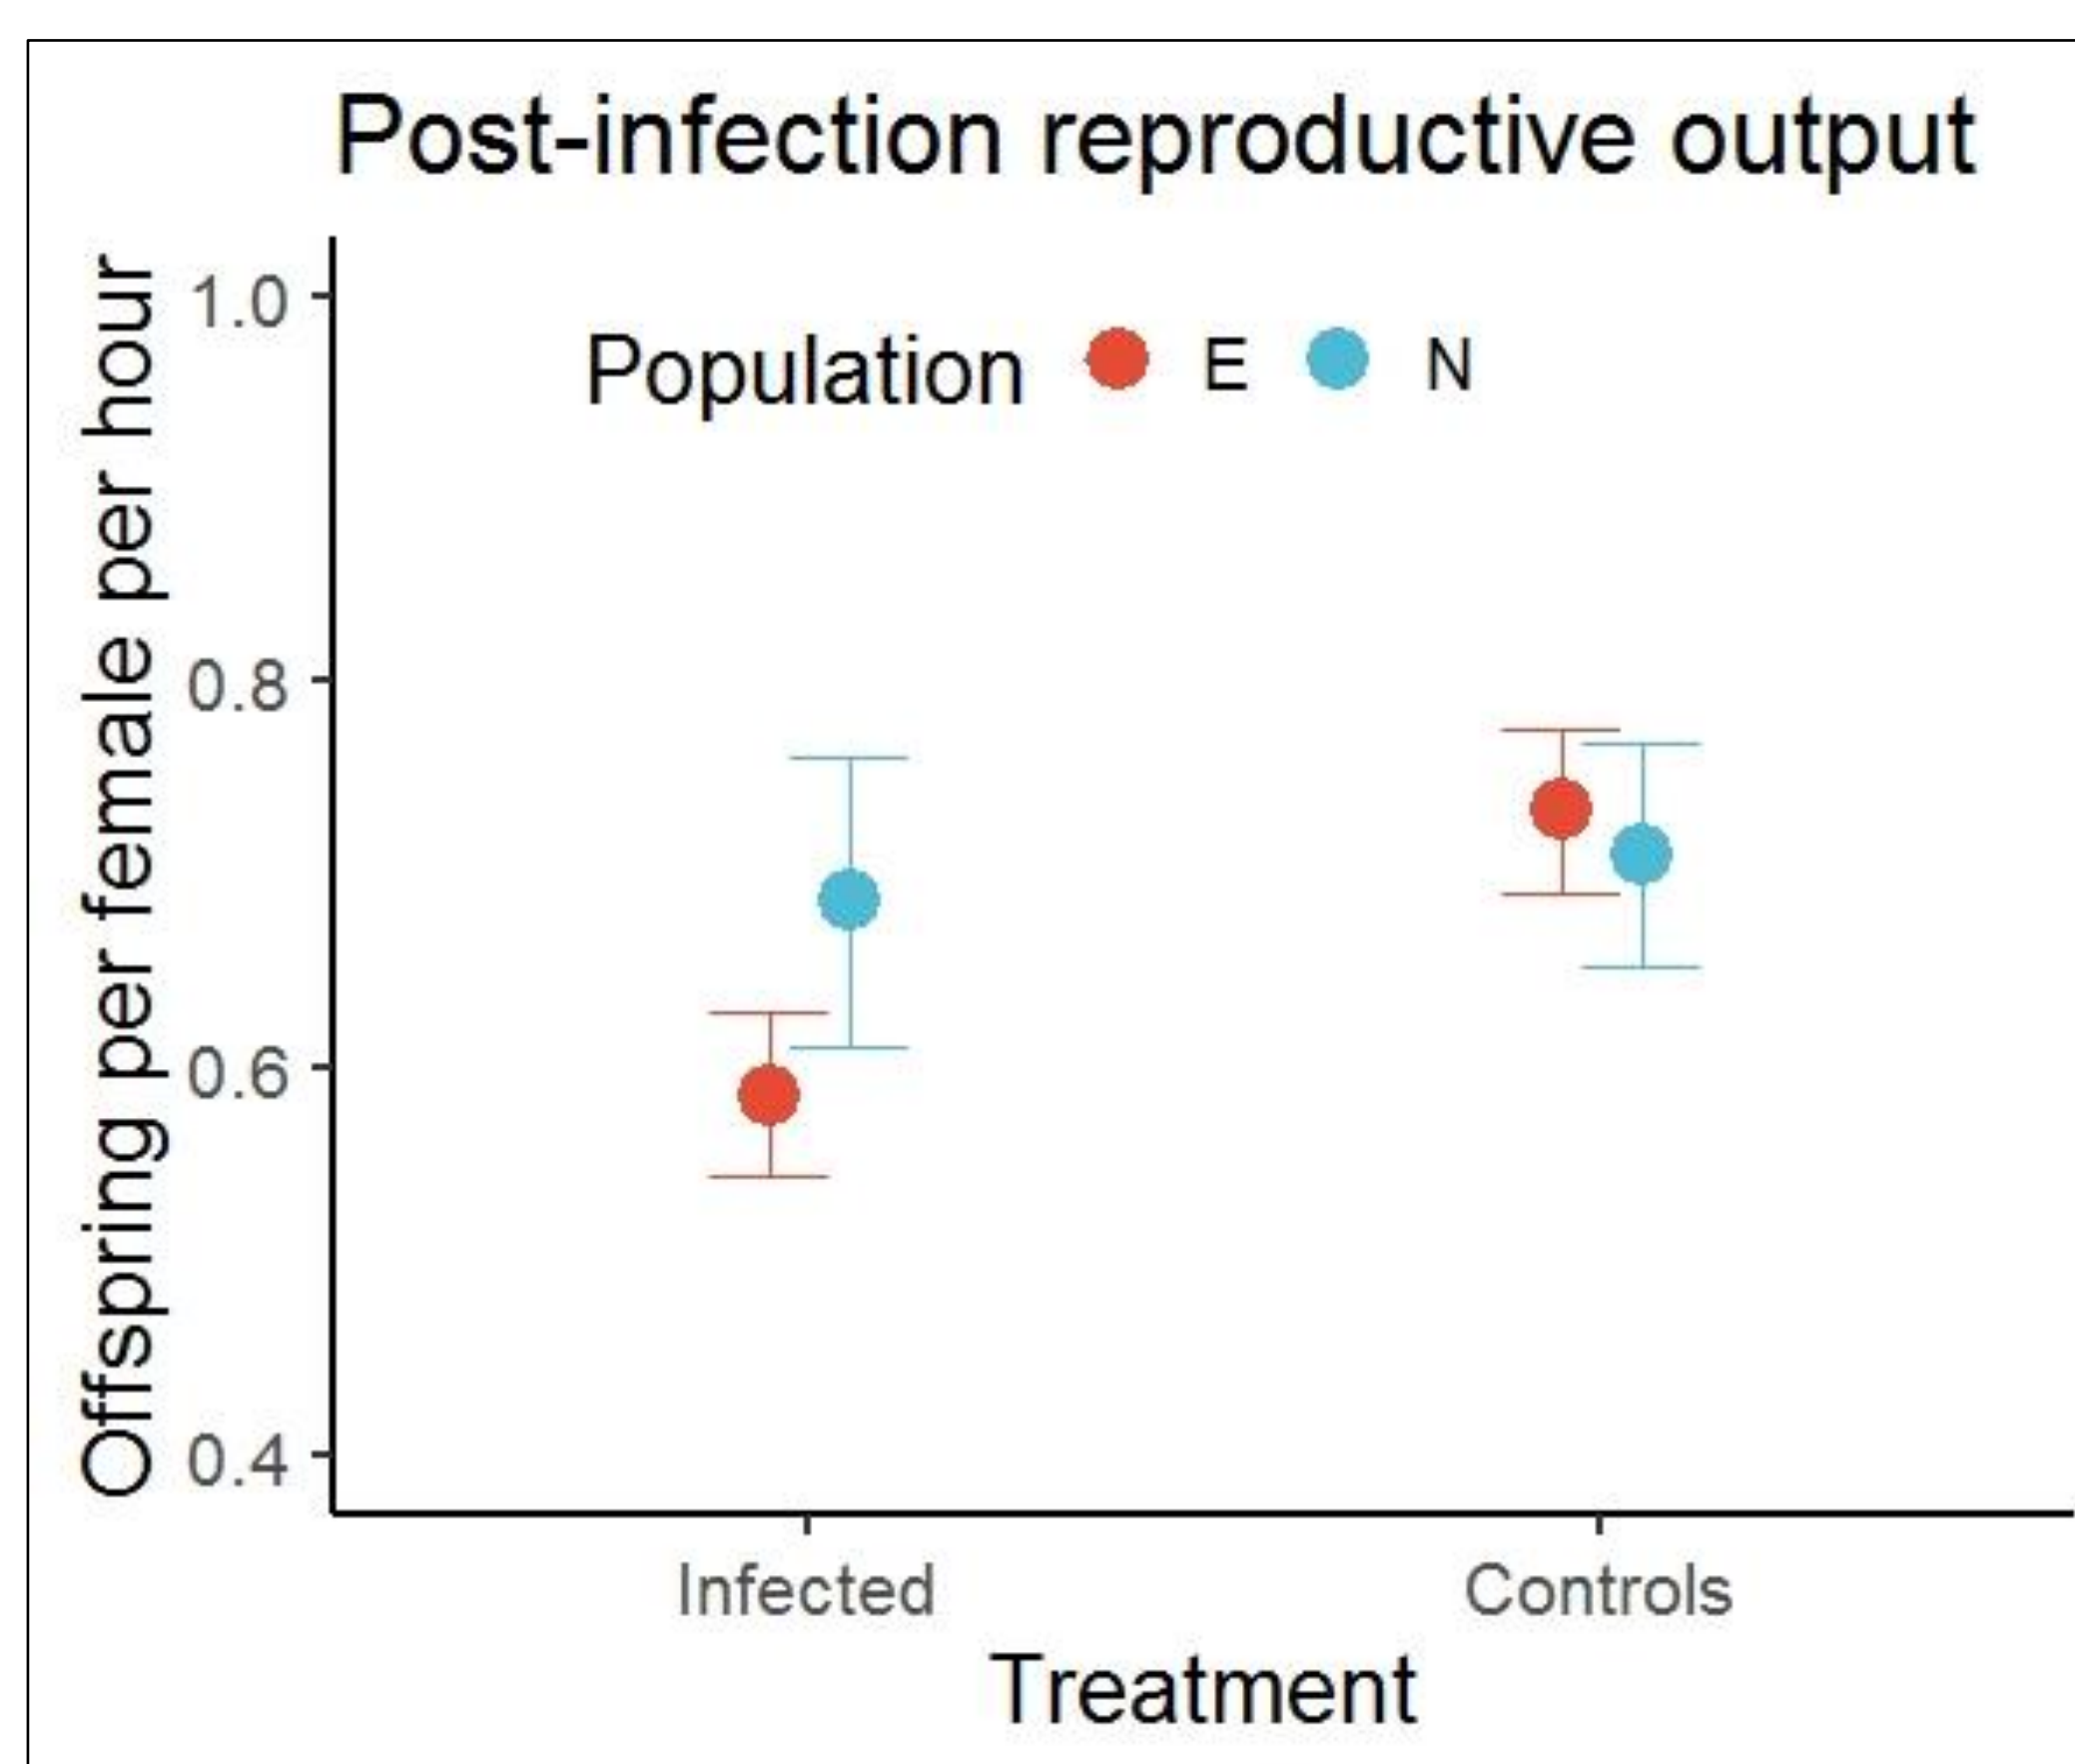 Post-infection reproductive output
Offspring per female per hour
1.0
Population E N
0.8
0.6
0.4
Infected Controls
Treatment